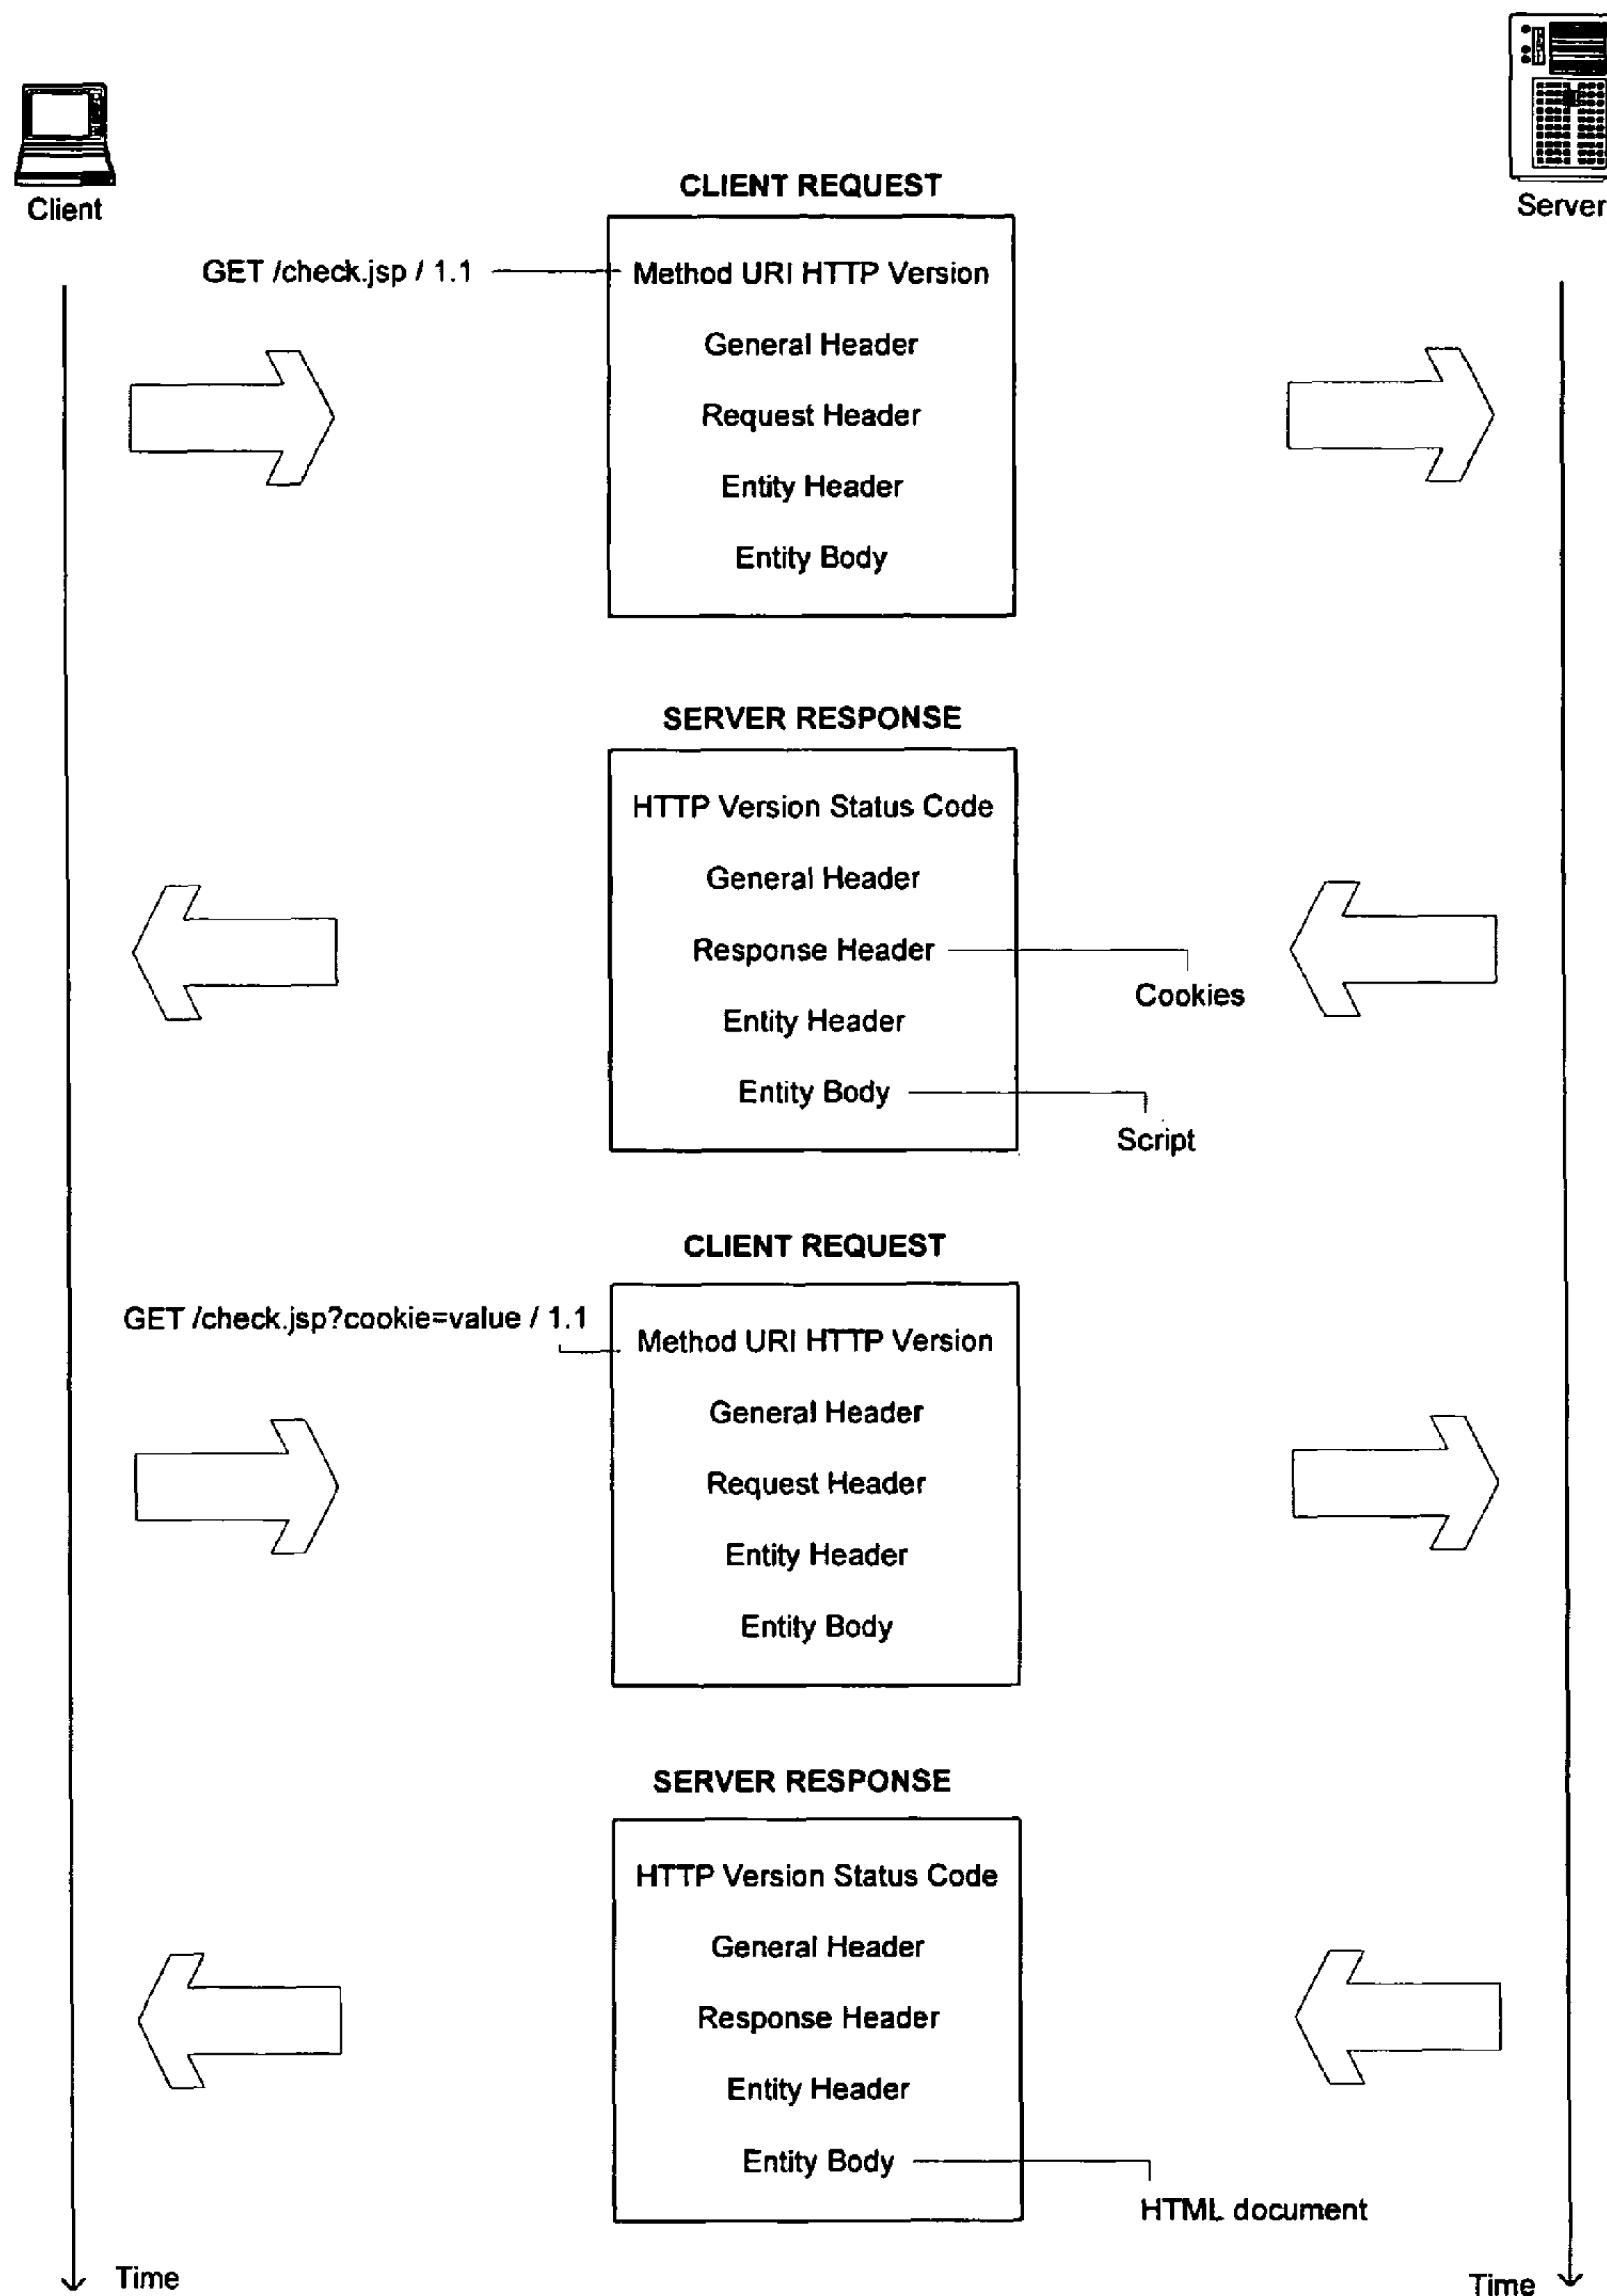 Client
Server
CLIENT REQUEST
GET /check.jsp / 1.1
Method URI HTTP Version
General Header
Request Header
Entity Header
Entity Body
SERVER RESPONSE
HTTP Version Status Code
General Header
Response Header
Cookies
Entity Header
Entity Body
Script
CLIENT REQUEST
GET /check.jsp?cookie=value / 1.1
Method URI HTTP Version
General Header
Request Header
Entity Header
Entity Body
SERVER RESPONSE
HTTP Version Status Code
General Header
Response Header
Entity Header
Entity Body
HTML document
Time
Time